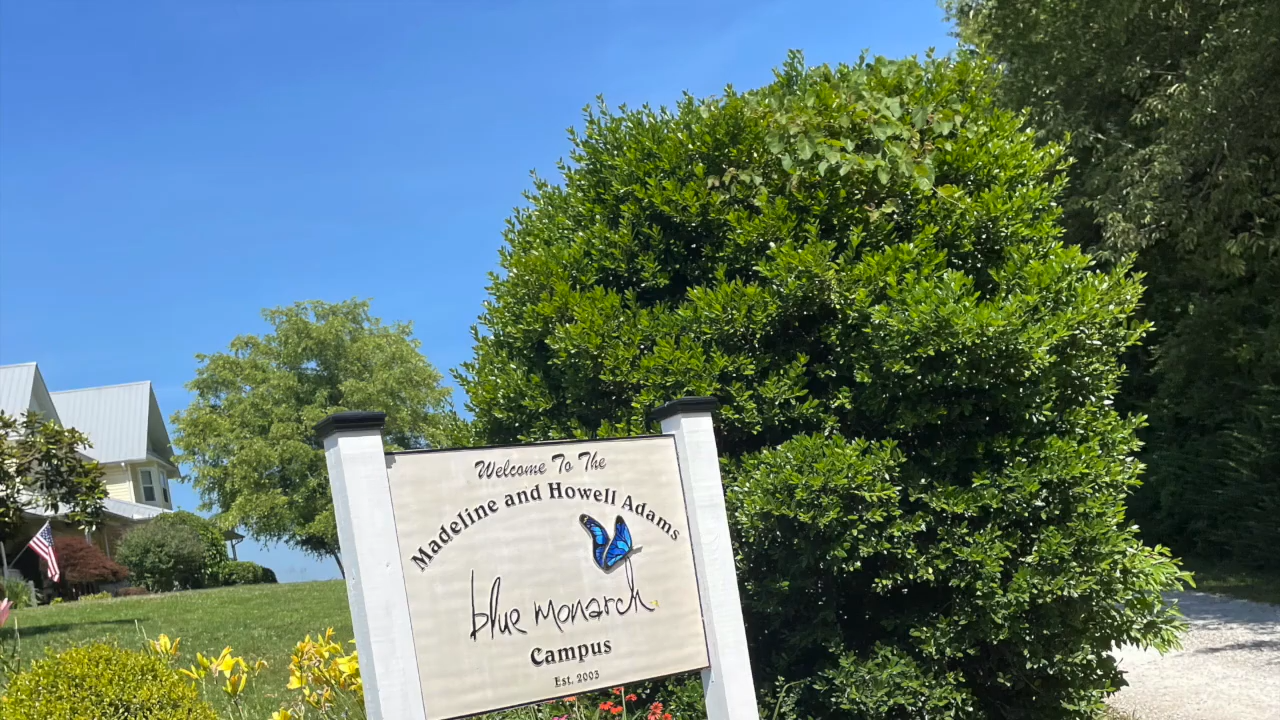 Welcome To The
Madeline and Howell Adams
blue monarch
Campus
Est. 2003